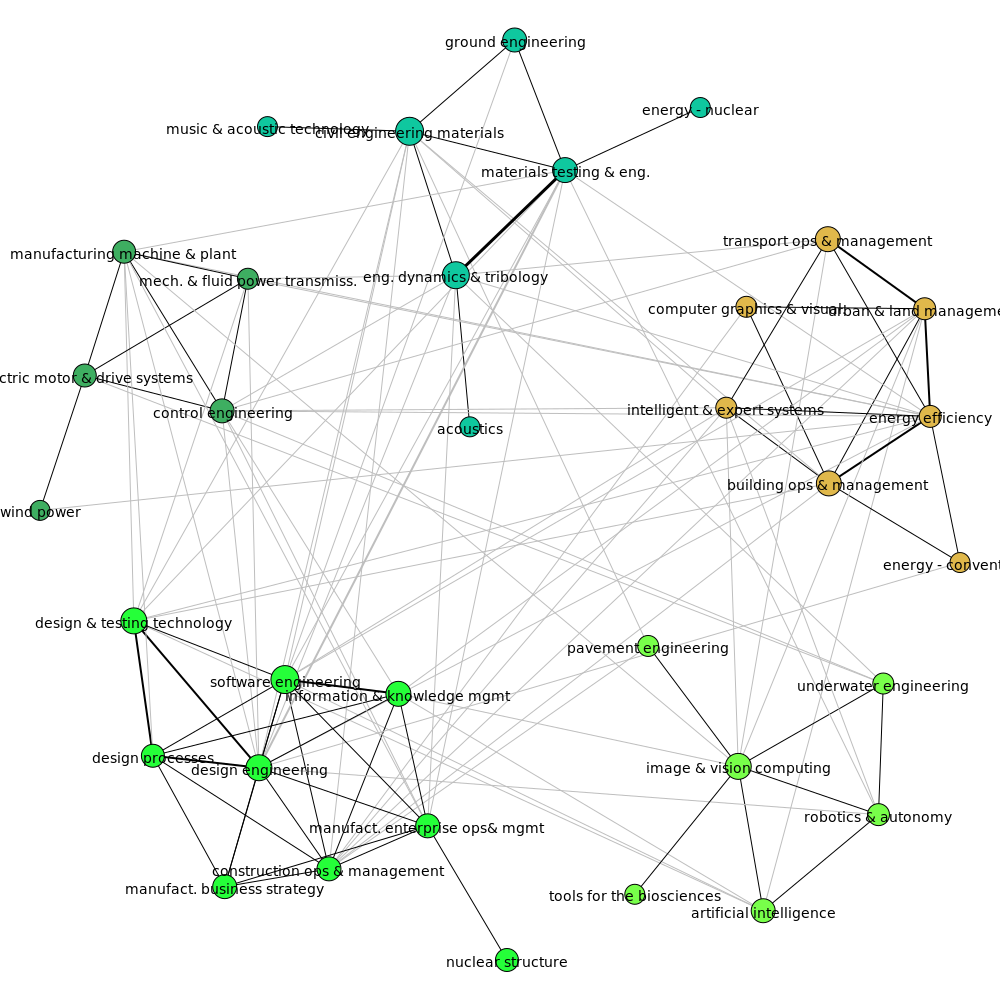 ground engineering
energy - nuclear
music & acoustic technology
civil engineering materials
materials testing & eng.
transport ops & management
manufacturing machine & plant
mech. & fluid power transmiss.
eng. dynamics & tribology
computer graphics & visual
urban & land manageme
ctric motor & drive systems
control engineering
intelligent & expert systems
energy efficiency
acoustics
building ops & management
wind power
energy - convent
design & testing technology
pavement engineering
software engineering
information & knowledge mgmt
underwater engineering
design processes
design engineering
image & vision computing
robotics & autonomy
manufact. enterprise ops& mgmt
construction ops & management
manufact. business strategy
tools for the biosciences
artificial intelligence
nuclear structure